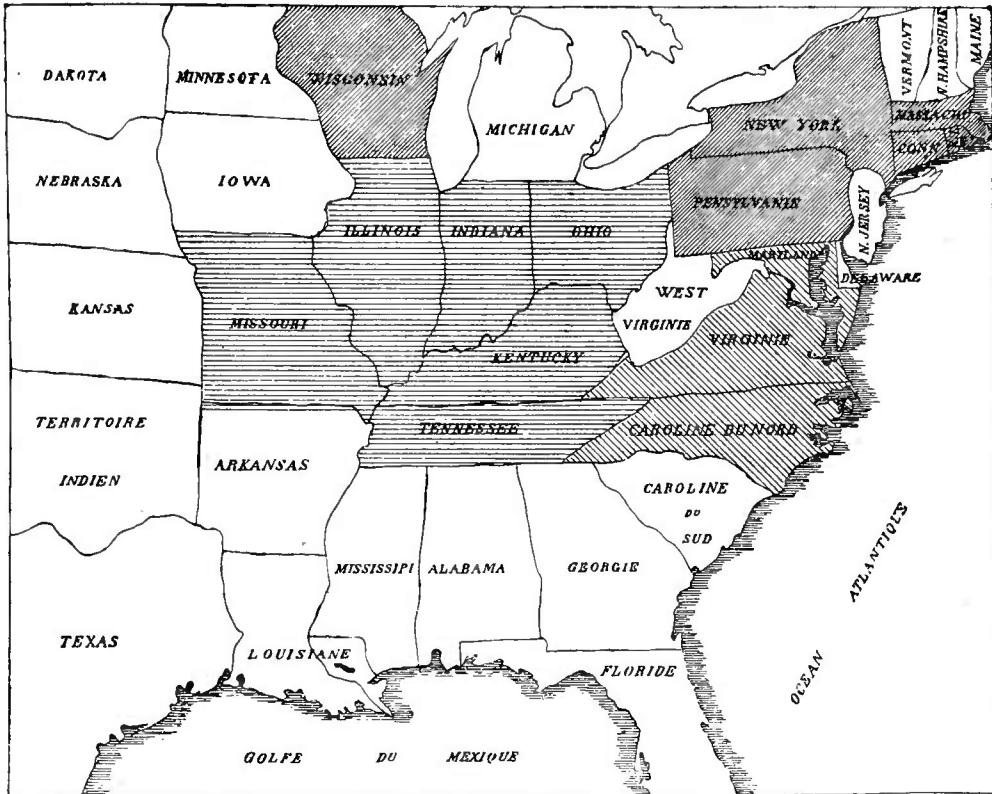 DAKOTA
MINNESOTA
WISCONSIN
MICHIGAN
VERMONT
N. HAMPSHIRE
MAINE
NEW YORK
MASSACHU
CONN
NEBRASKA
IOWA
ILLINOIS
INDIANA
OHIO
PENSYLVANIE
N. JERSEY
MARYLAND
DELAWARE
KANSAS
MISSOURI
KENTUCKY
WEST
VIRGINIE
VIRGINIE
TERRITOIRE
INDIEN
ARKANSAS
TENNESSEE
CAROLINE DU NORD
CAROLINE
DU
SUD
MISSISSIPI
ALABAMA
GEORGIE
TEXAS
LOUISIANE
FLORIDE
OCEAN ATLANTIQUE
GOLFE DU MEXIQUE